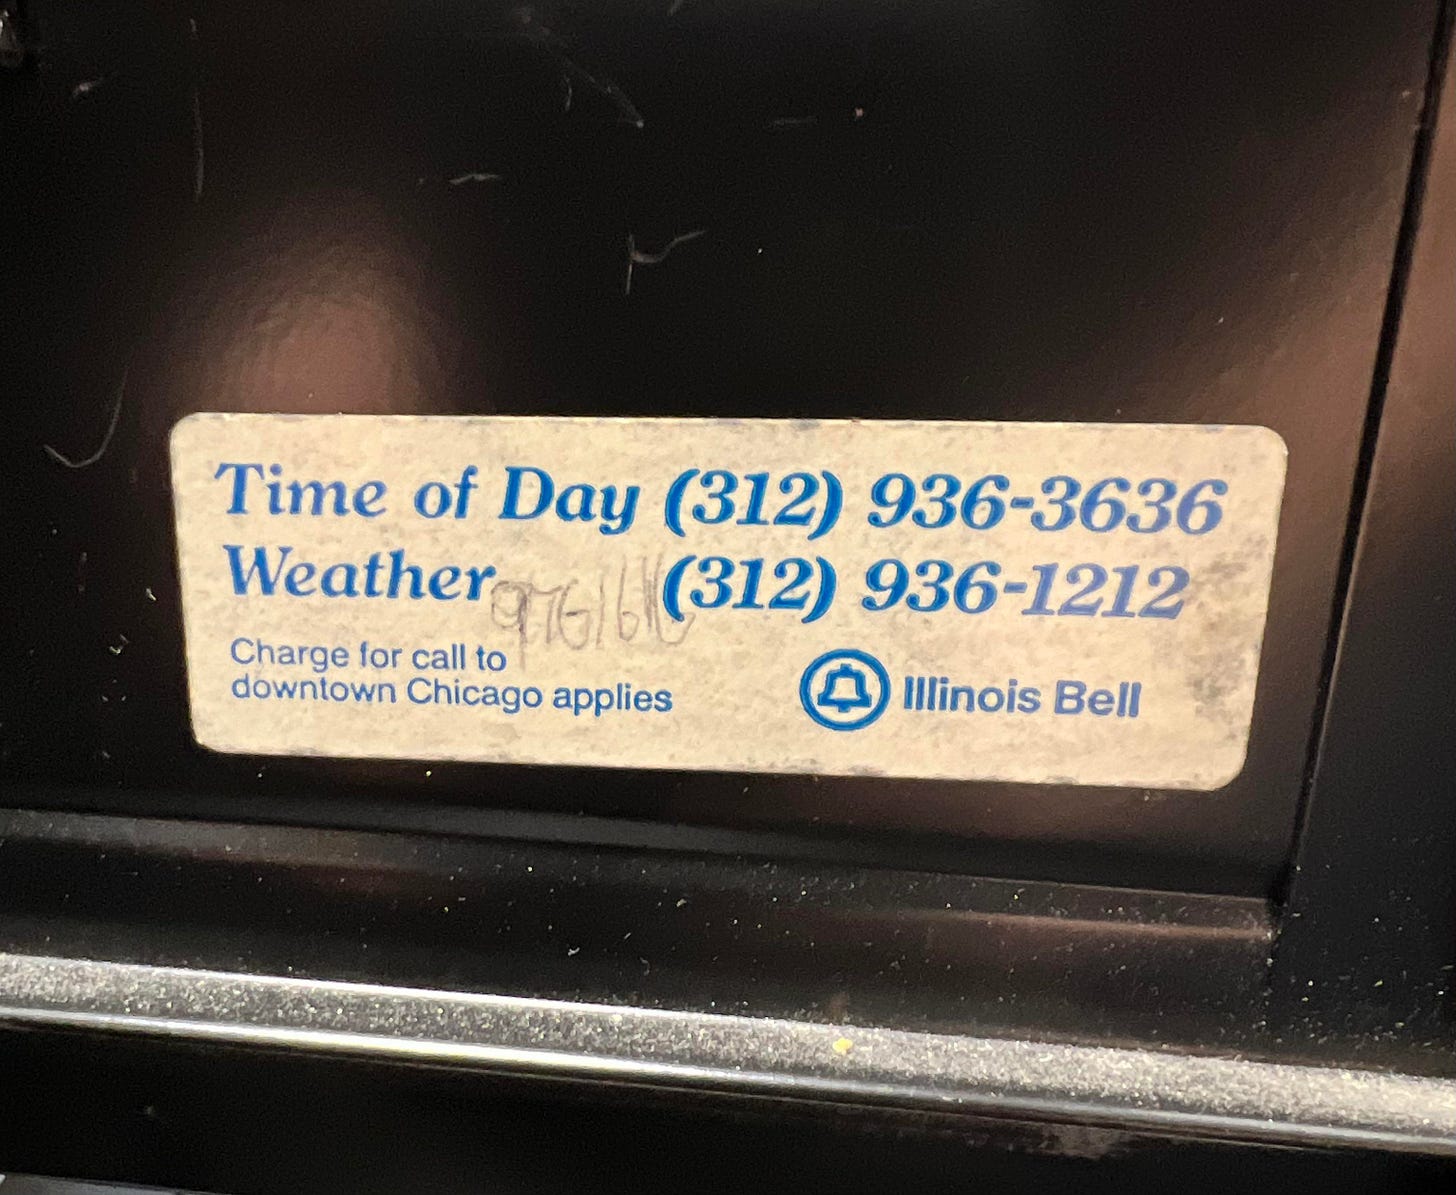 Time of Day (312) 936-3636
Weather (312) 936-1212
Charge for call to
downtown Chicago applies
Illinois Bell